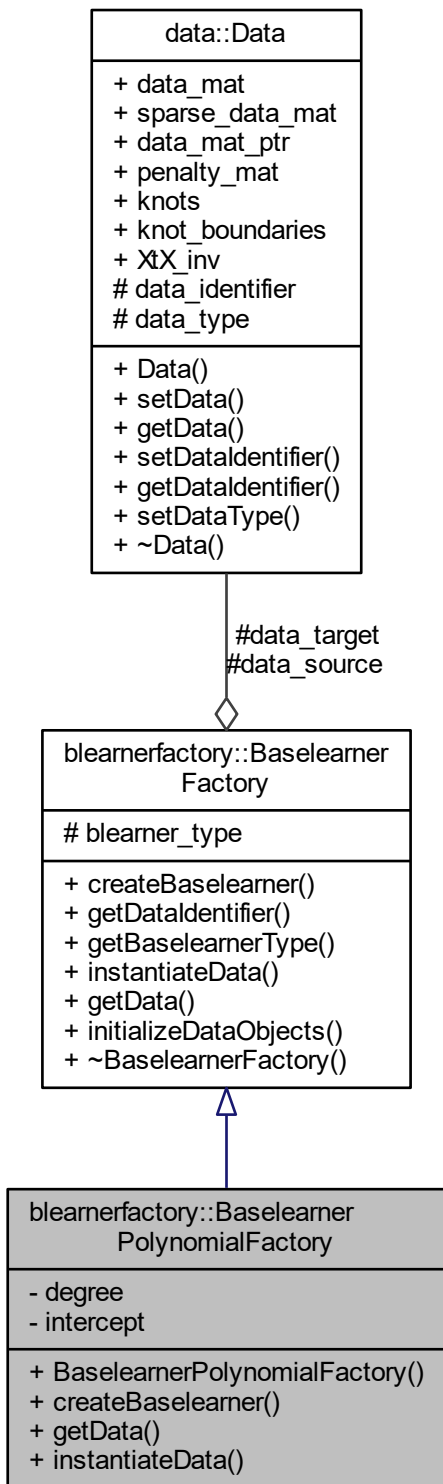 data::Data
+ data_mat
+ sparse_data_mat
+ data_mat_ptr
+ penalty_mat
+ knots
+ knot_boundaries
+ XtX_inv
# data_identifier
# data_type
+ Data()
+ setData()
+ getData()
+ setDataIdentifier()
+ getDataIdentifier()
+ setDataType()
+ ~Data()
#data_target
#data_source
blearnerfactory::Baselearner
Factory
# blearner_type
+ createBaselearner()
+ getDataIdentifier()
+ getBaselearnerType()
+ instantiateData()
+ getData()
+ initializeDataObjects()
+ ~BaselearnerFactory()
blearnerfactory::Baselearner
PolynomialFactory
- degree
- intercept
+ BaselearnerPolynomialFactory()
+ createBaselearner()
+ getData()
+ instantiateData()